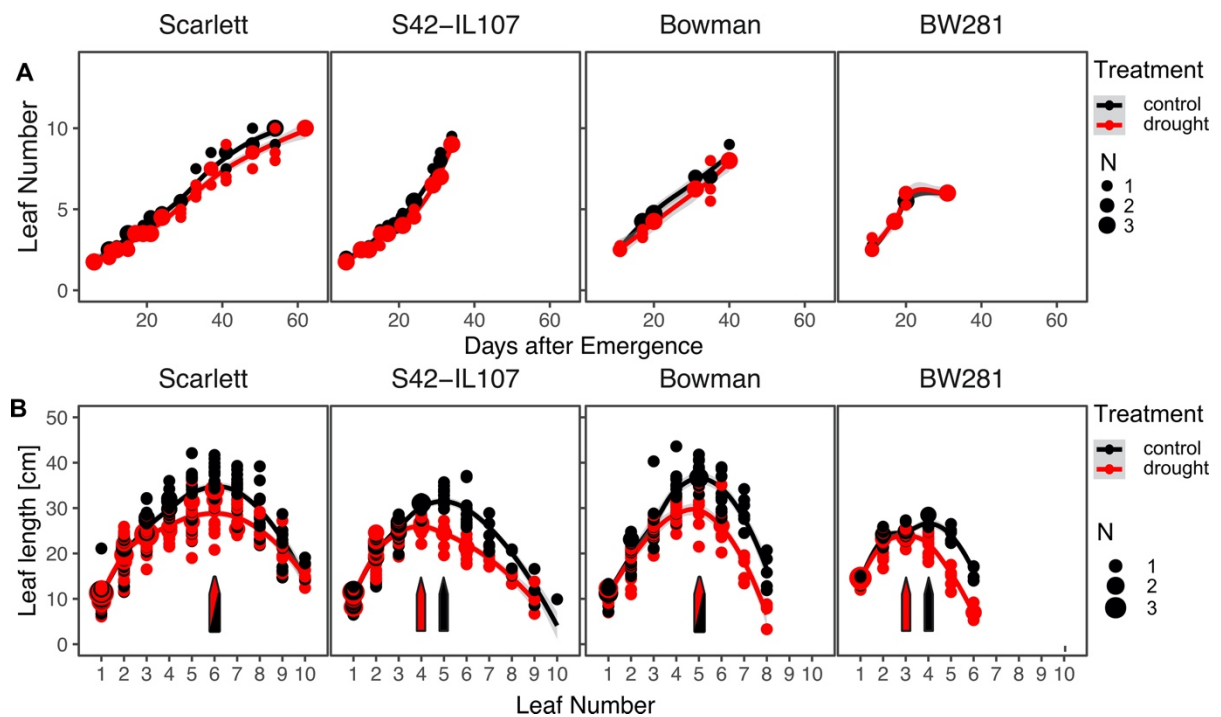 Scarlett S42−IL107 Bowman BW281
A
Leaf Number
10
5
0
20 40 60 20 40 60 20 40 60 20 40 60
Days after Emergence
Treatment
control
drought
N
1
2
3
Scarlett S42−IL107 Bowman BW281
B
Leaf length [cm]
50
40
30
20
10
0
1 2 3 4 5 6 7 8 9 10 1 2 3 4 5 6 7 8 9 10 1 2 3 4 5 6 7 8 9 10 1 2 3 4 5 6 7 8 9 10
Leaf Number
Treatment
control
drought
N
1
2
3